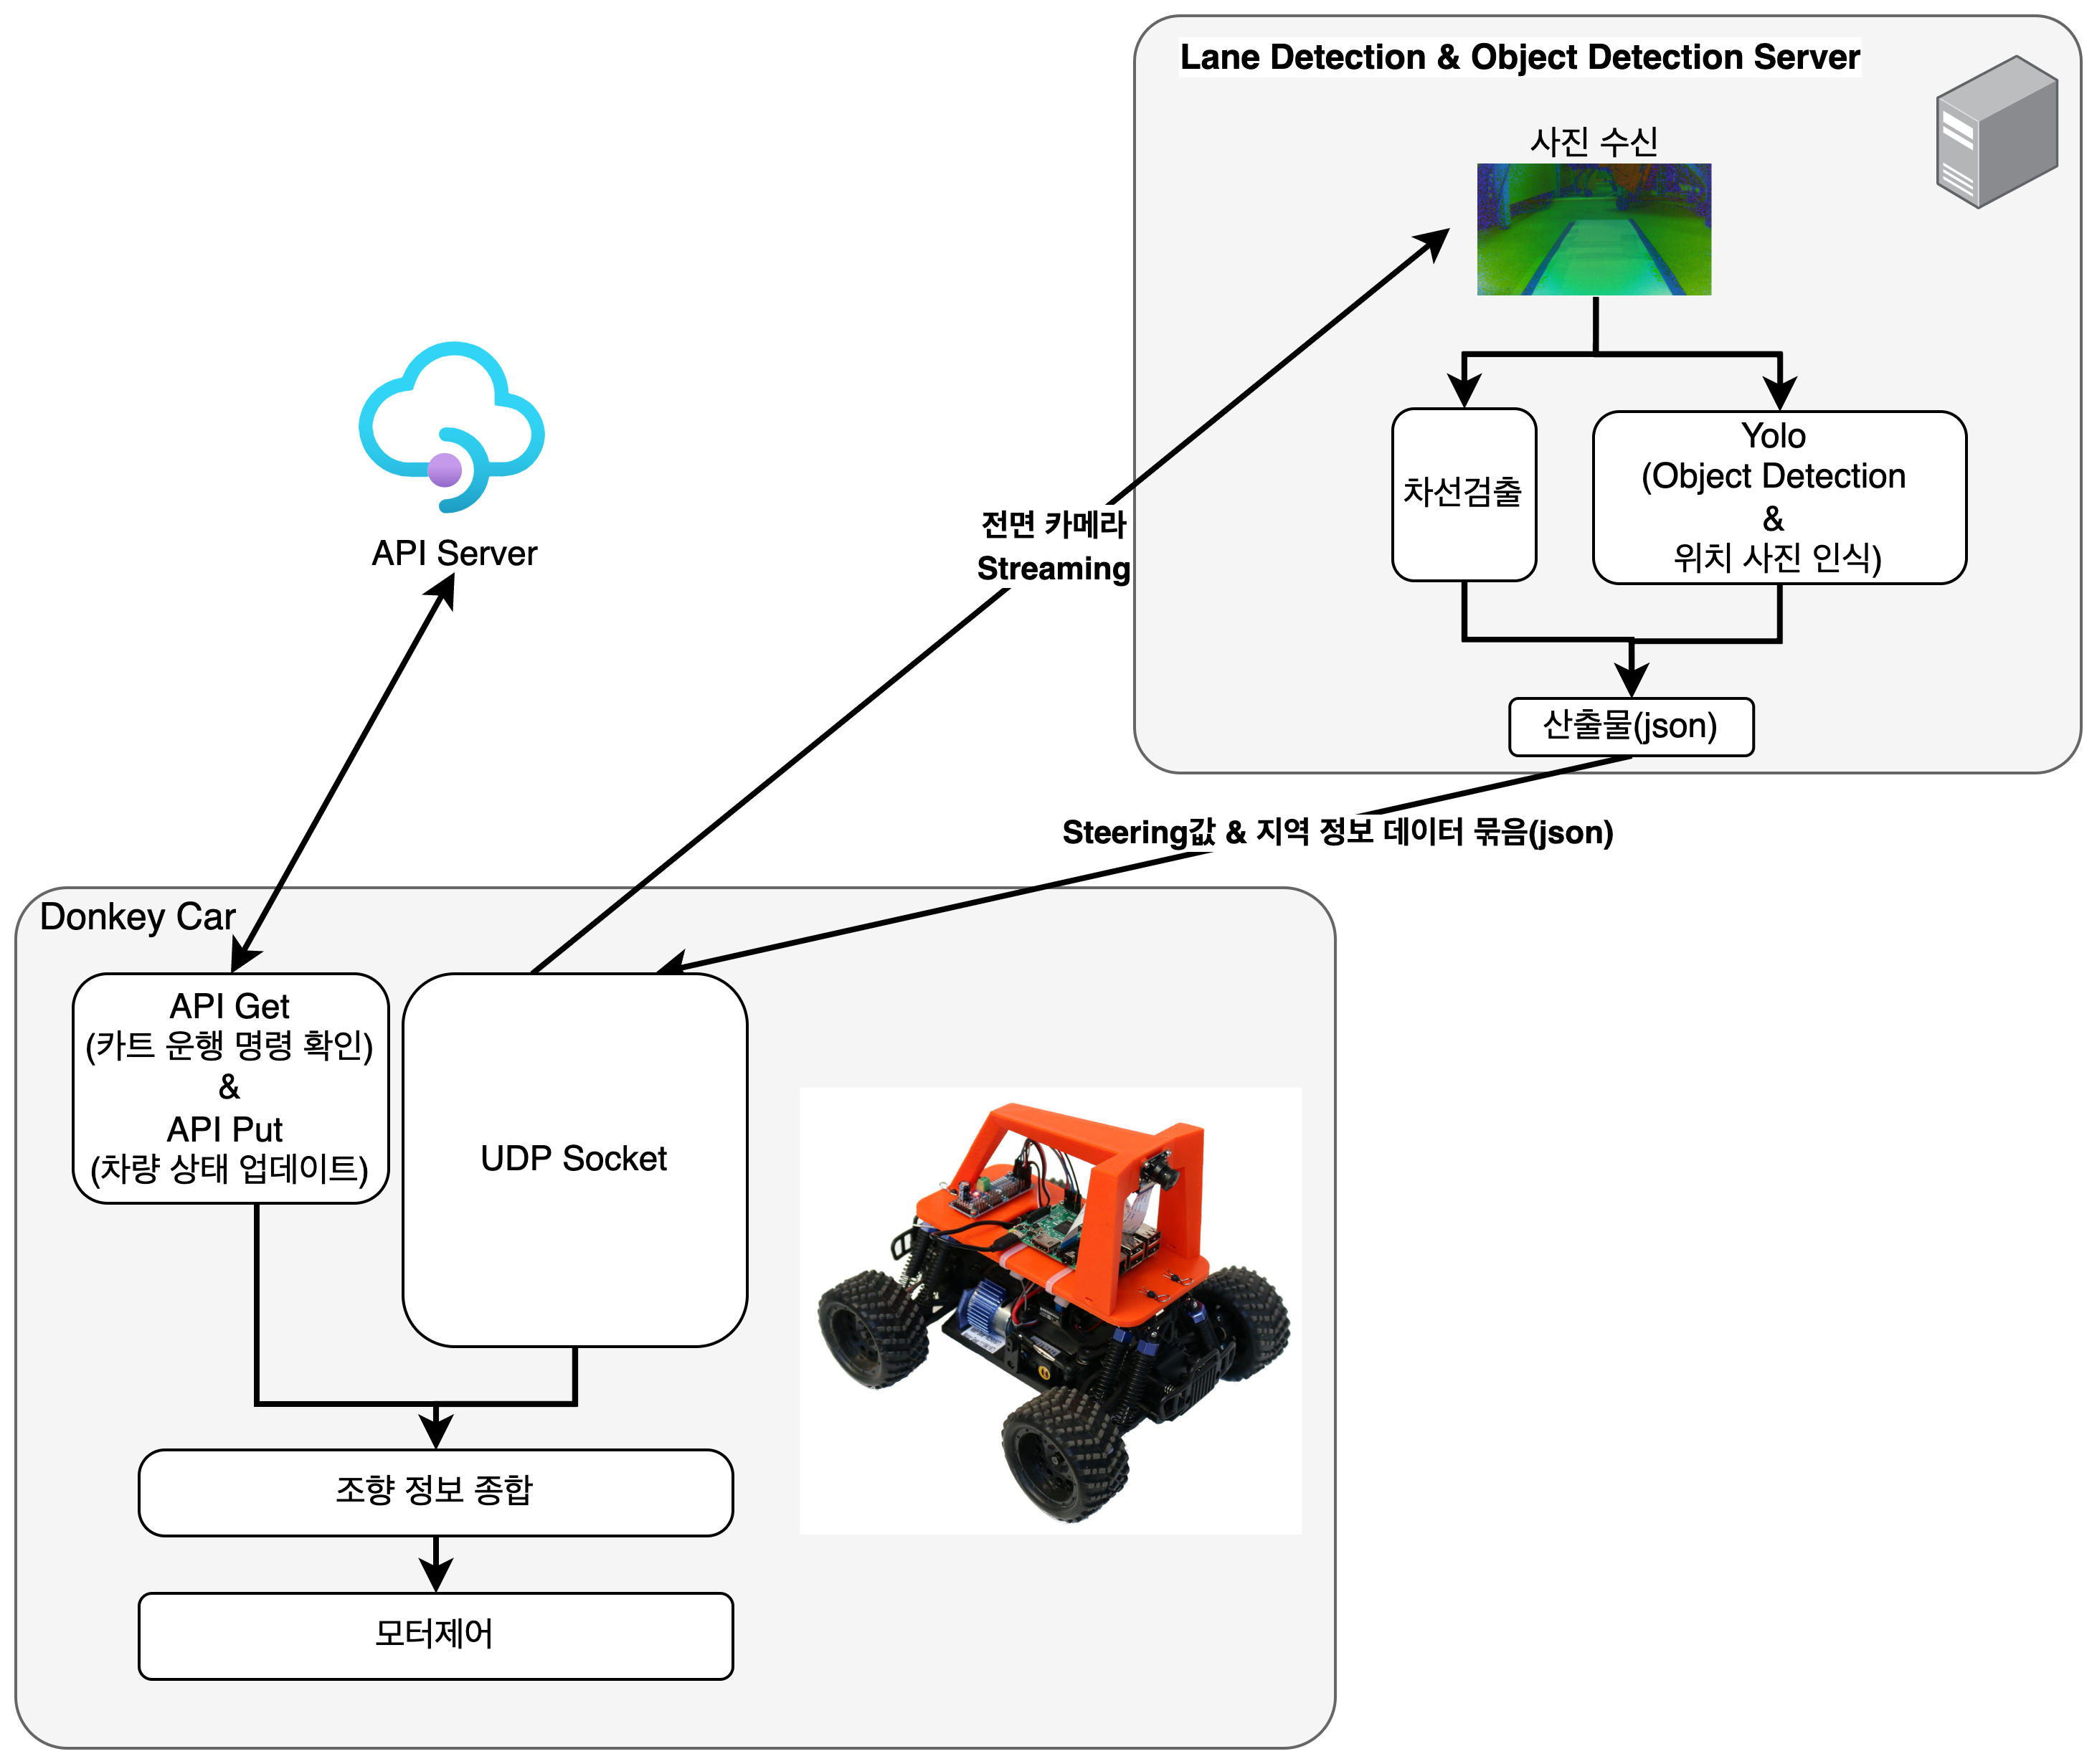 Lane Detection & Object Detection Server
사진 수신
차선검출
Yolo
(Object Detection
&
위치 사진 인식)
산출물(json)
API Server
전면 카메라
Streaming
Steering값 & 지역 정보 데이터 묶음(json)
Donkey Car
API Get
(카트 운행 명령 확인)
&
API Put
(차량 상태 업데이트)
UDP Socket
조향 정보 종합
모터제어